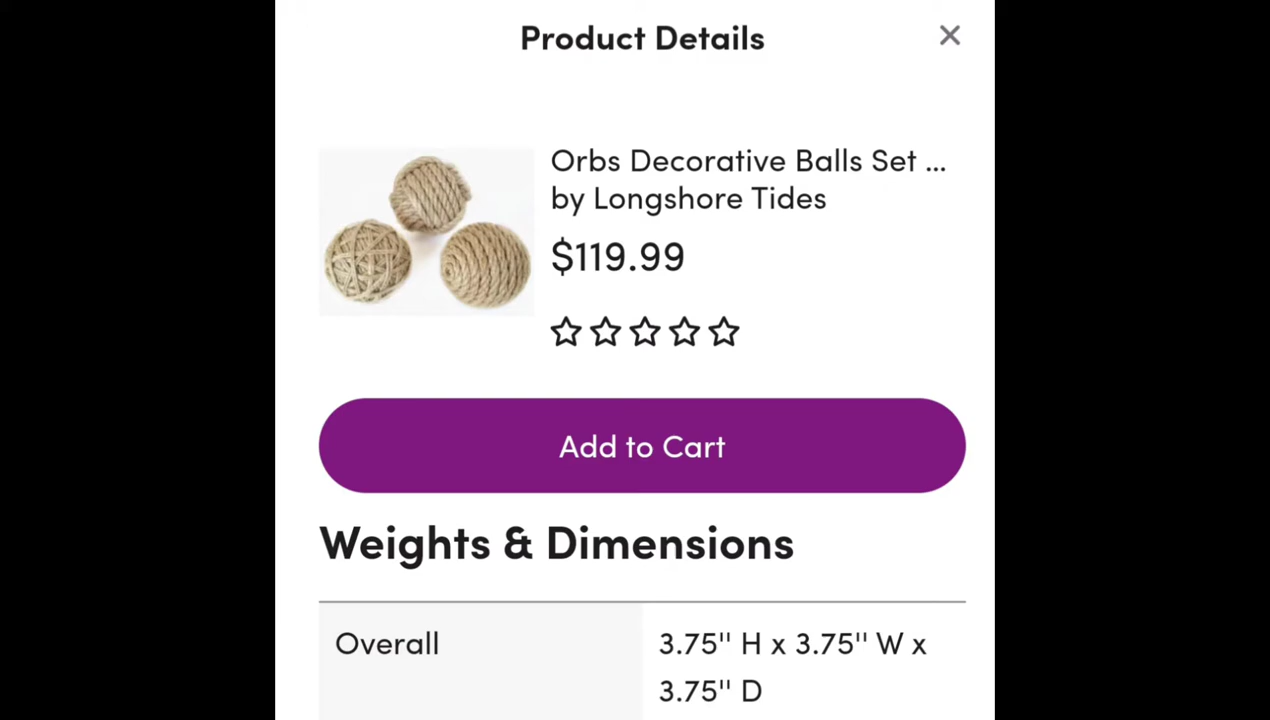 Product Details
Orbs Decorative Balls Set ...
by Longshore Tides
$119.99
Add to Cart
Weights & Dimensions
Overall
3.75" H x 3.75" W x
3.75" D